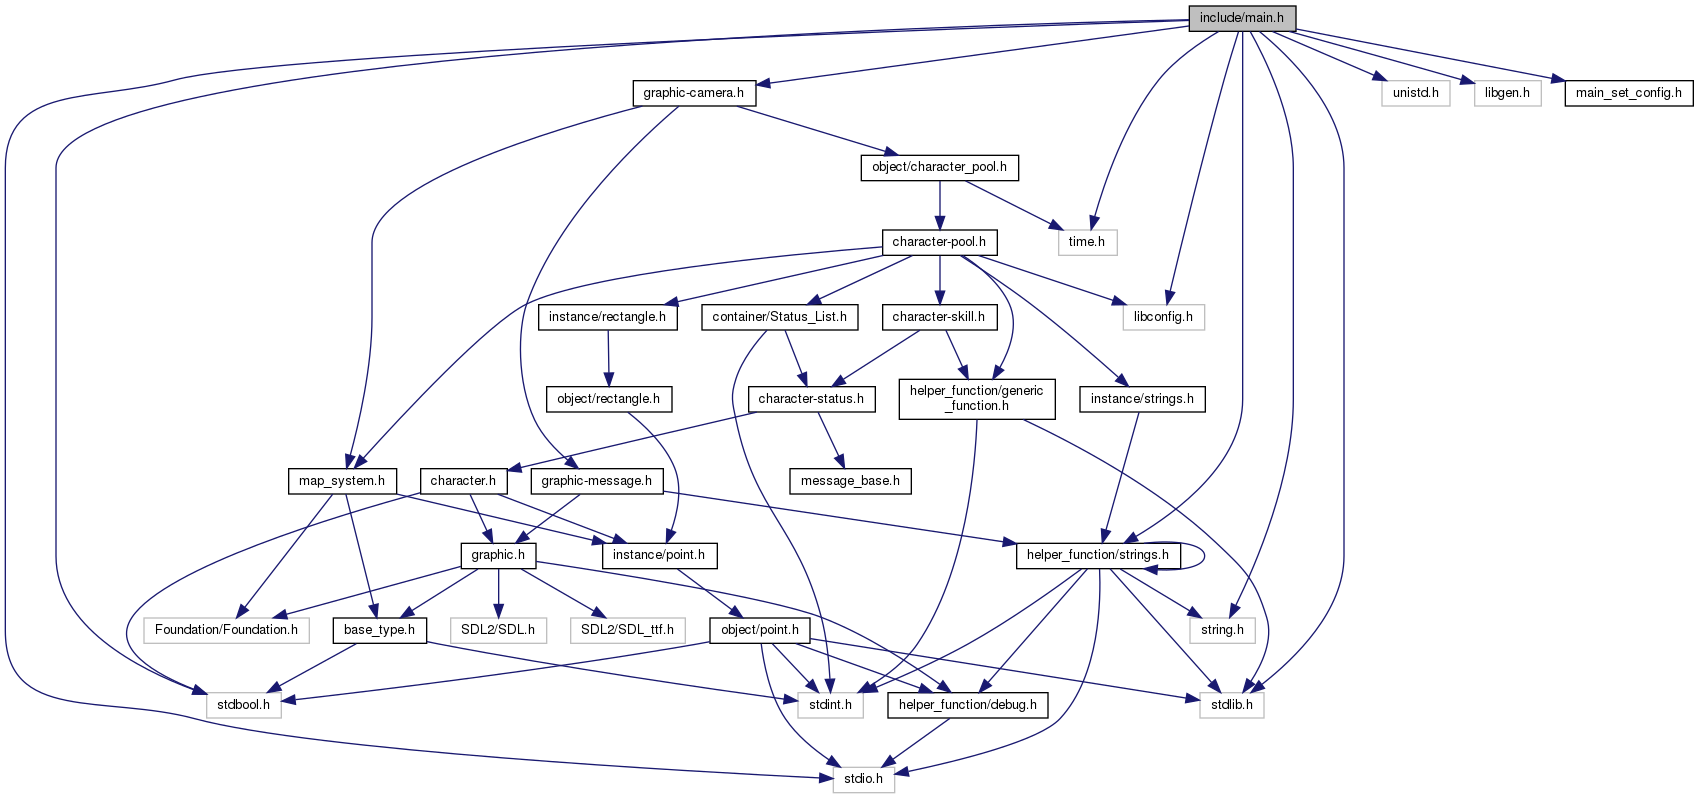 include/main.h
graphic-camera.h
unistd.h
libgen.h
main_set_config.h
object/character_pool.h
character-pool.h
time.h
instance/rectangle.h
container/Status_List.h
character-skill.h
libconfig.h
object/rectangle.h
character-status.h
helper_function/generic
_function.h
instance/strings.h
map_system.h
character.h
graphic-message.h
message_base.h
graphic.h
instance/point.h
helper_function/strings.h
Foundation/Foundation.h
base_type.h
SDL2/SDL.h
SDL2/SDL_ttf.h
object/point.h
string.h
stdbool.h
stdint.h
helper_function/debug.h
stdlib.h
stdio.h